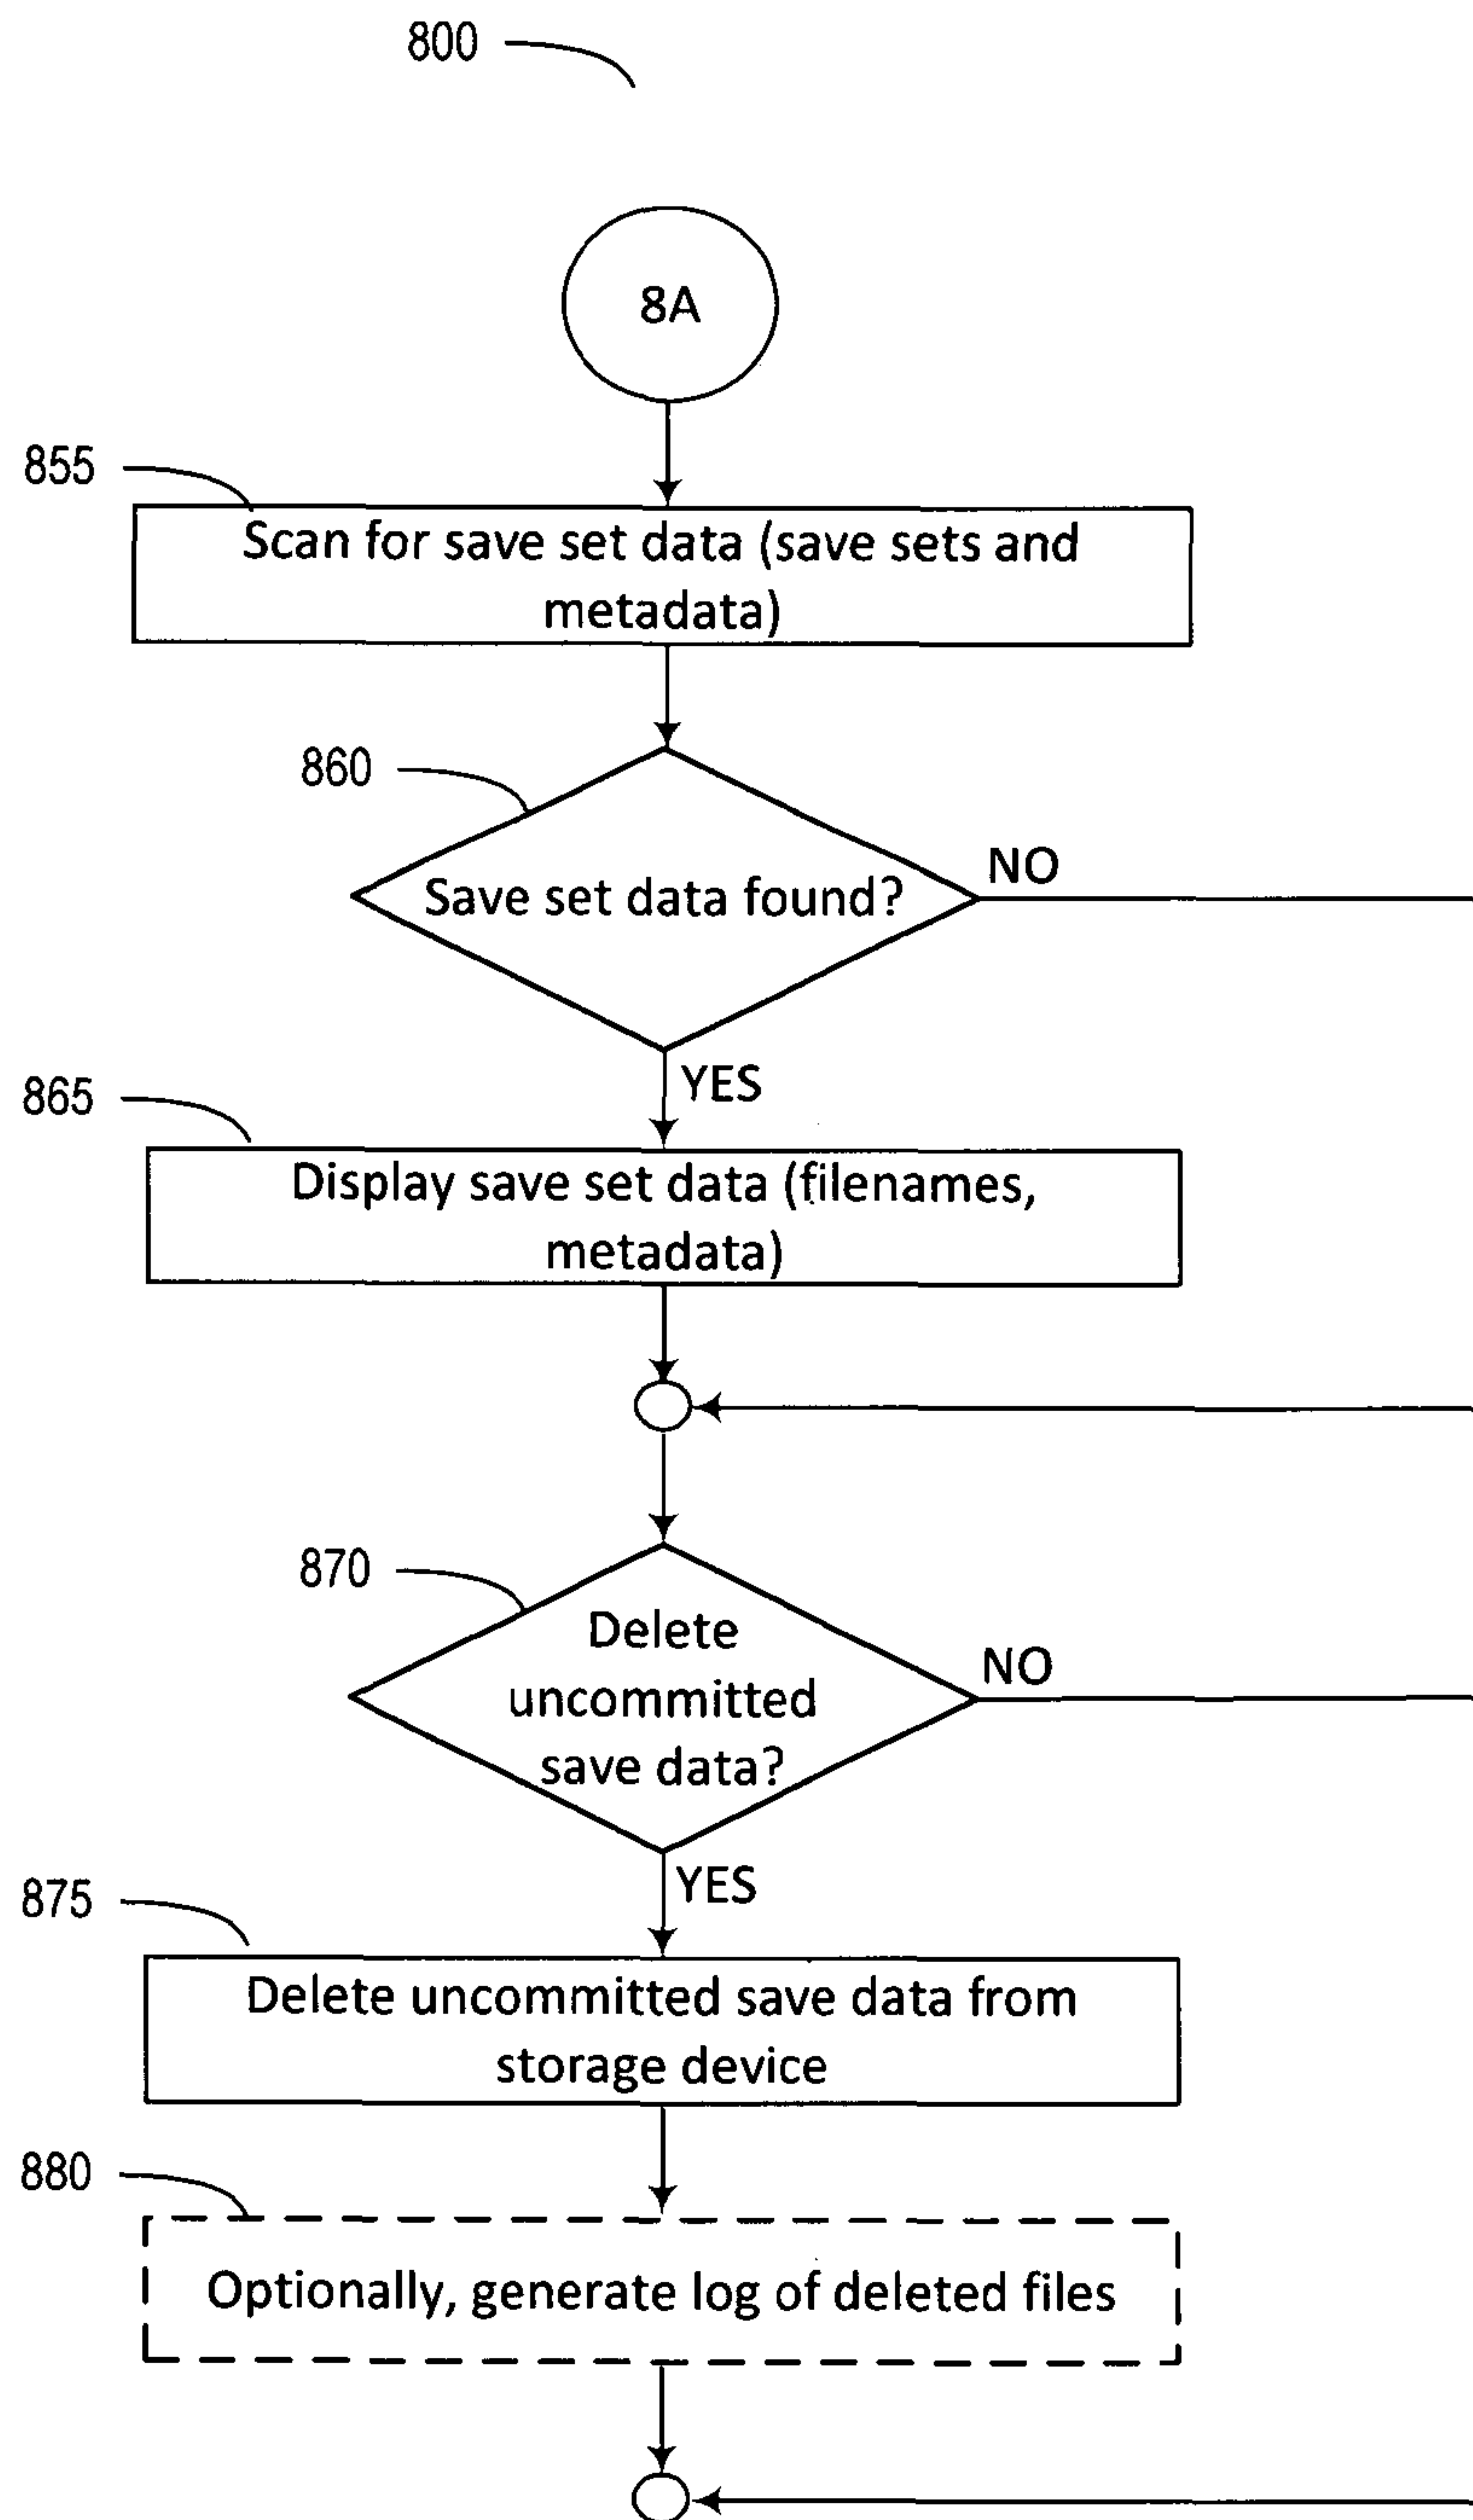 800
8A
855
Scan for save set data (save sets and
metadata)
860
Save set data found?
NO
YES
865
Display save set data (filenames,
metadata)
870
Delete
uncommitted
save data?
NO
YES
875
Delete uncommitted save data from
storage device
880
Optionally, generate log of deleted files